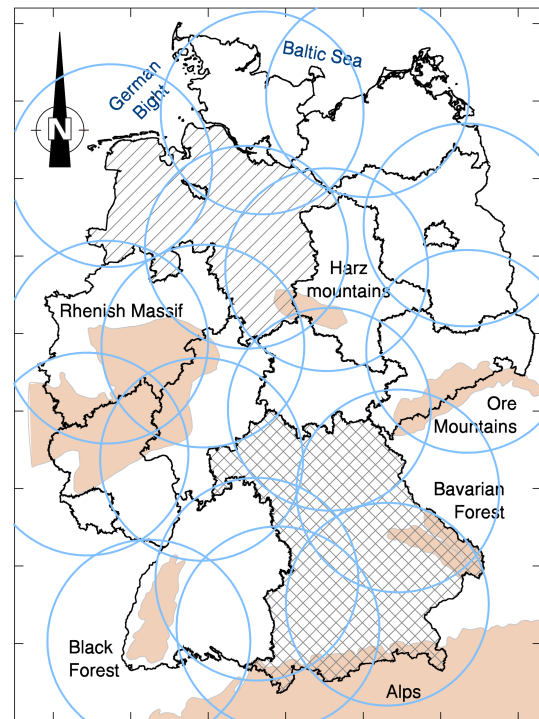 Baltic Sea
German
Bight
N
Harz
mountains
Rhenish Massif
Ore
Mountains
Bavarian
Forest
Black
Forest
Alps